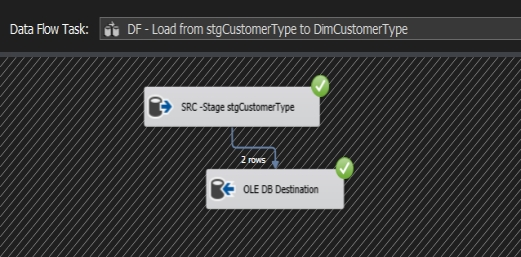 Data Flow Task: DF - Load from stgCustomerType to DimCustomerType
SRC -Stage stgCustomerType
2 rows
OLE DB Destination